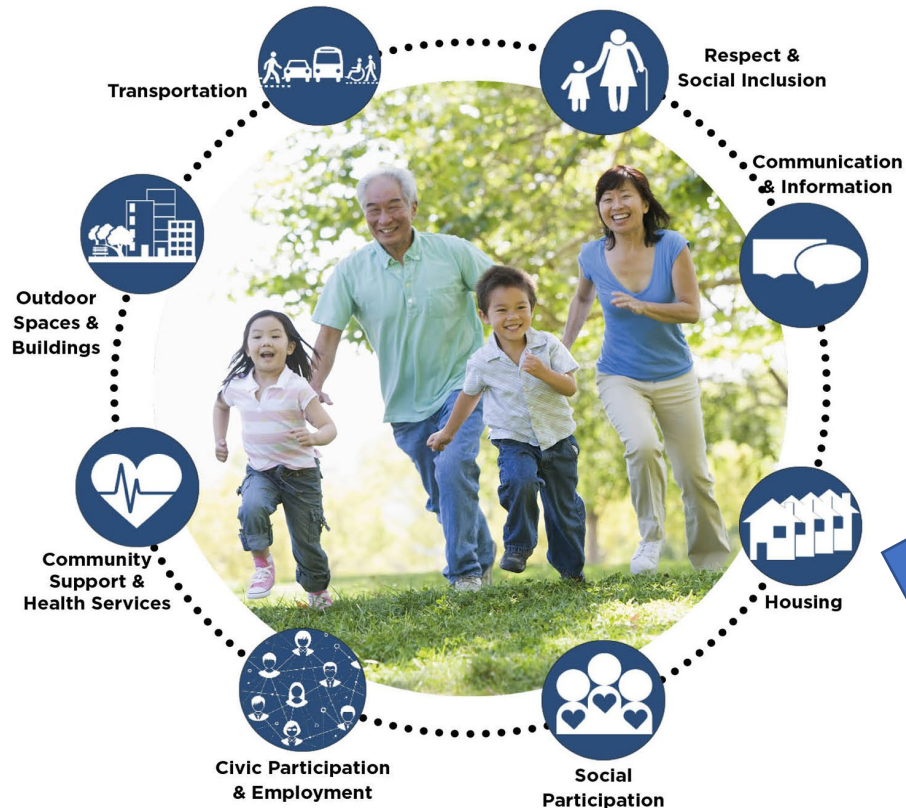 Transportation
Respect &
Social Inclusion
Communication
& Information
Outdoor
Spaces &
Buildings
Community
Support &
Health Services
Housing
Civic Participation
& Employment
Social
Participation